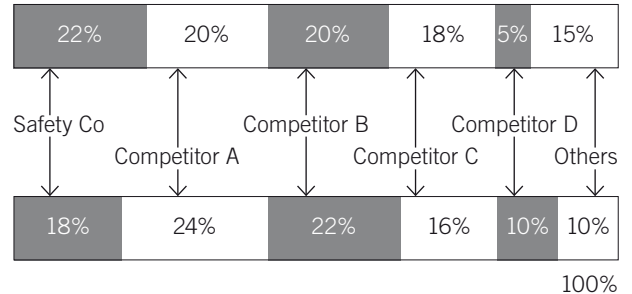 22% 20% 20% 18% 5% 15%
Safety Co Competitor B Competitor D
Competitor A Competitor C Others
18% 24% 22% 16% 10% 10%
100%